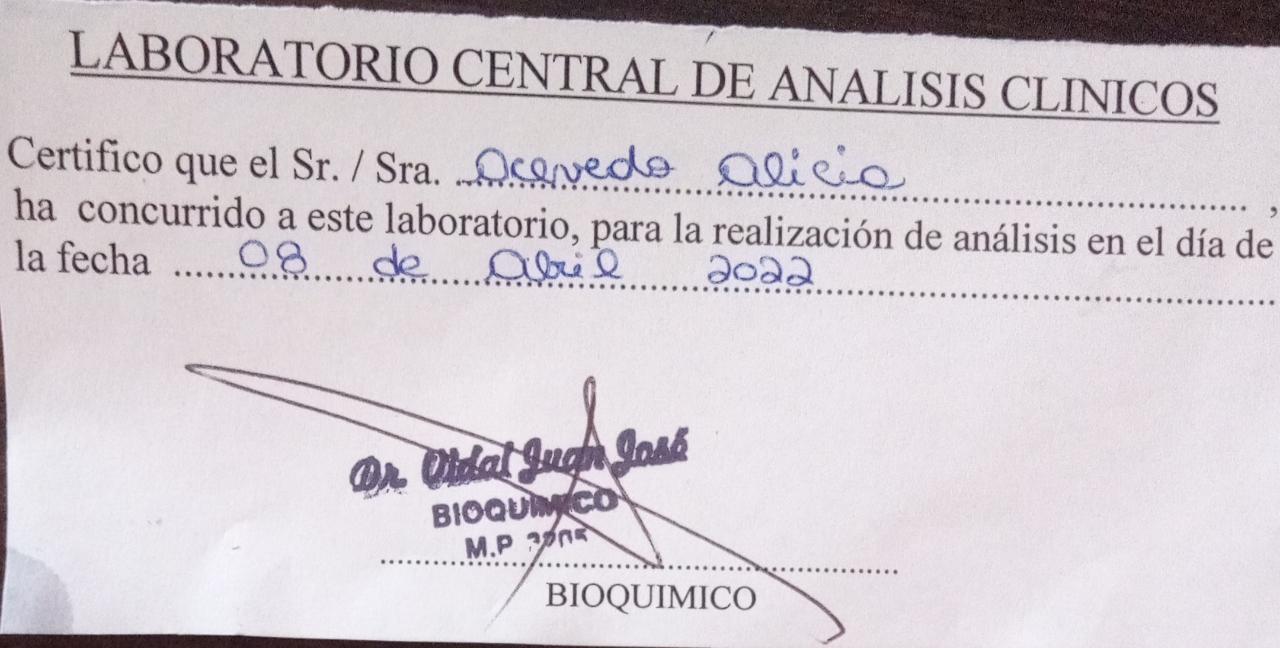 LABORATORIO CENTRAL DE ANALISIS CLINICOS
Certifico que el Sr. / Sra. Acevedo Alicia ,
ha concurrido a este laboratorio, para la realización de análisis en el día de
la fecha 08 de Abril 2022
Dr. Vidal Juan José
BIOQUIMICO
M.P
BIOQUIMICO